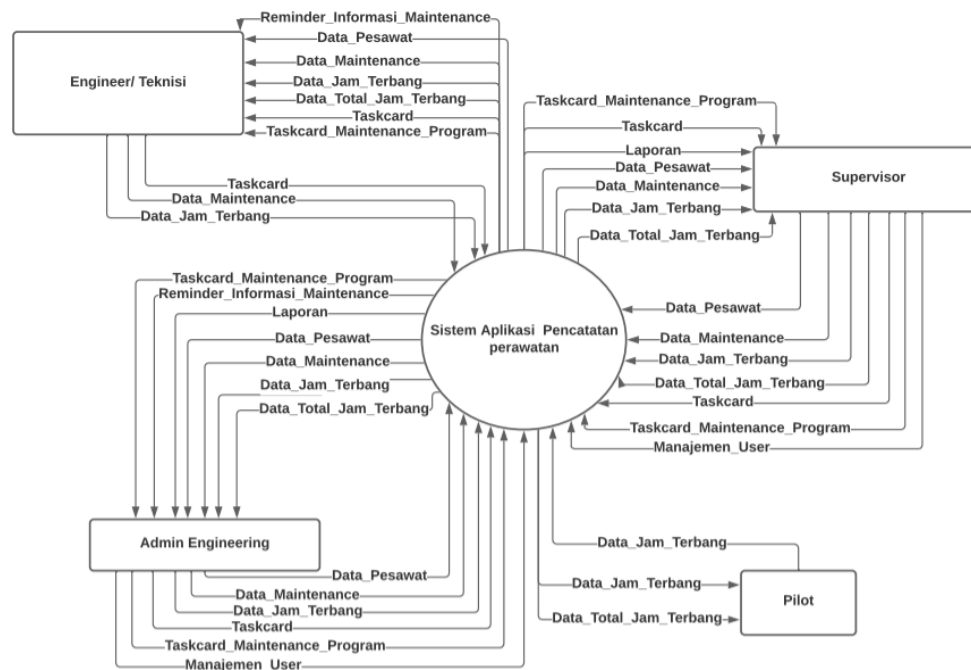 Reminder_Informasi_Maintenance
Data_Pesawat
Data_Maintenance
Data_Jam_Terbang
Data_Total_Jam_Terbang
Taskcard
Taskcard_Maintenance_Program
Engineer/ Teknisi
Taskcard
Data_Maintenance
Data_Jam_Terbang
Taskcard_Maintenance_Program
Taskcard
Laporan
Data_Pesawat
Data_Maintenance
Data_Jam_Terbang
Data_Total_Jam_Terbang
Supervisor
Sistem Aplikasi Pencatatan
perawatan
Taskcard_Maintenance_Program
Reminder_Informasi_Maintenance
Laporan
Data_Pesawat
Data_Maintenance
Data_Jam_Terbang
Data_Total_Jam_Terbang
Data_Pesawat
Data_Maintenance
Data_Jam_Terbang
Data_Total_Jam_Terbang
Taskcard
Taskcard_Maintenance_Program
Manajemen_User
Admin Engineering
Data_Pesawat
Data_Maintenance
Data_Jam_Terbang
Taskcard
Taskcard_Maintenance_Program
Manajemen_User
Data_Jam_Terbang
Data_Jam_Terbang
Data_Total_Jam_Terbang
Pilot